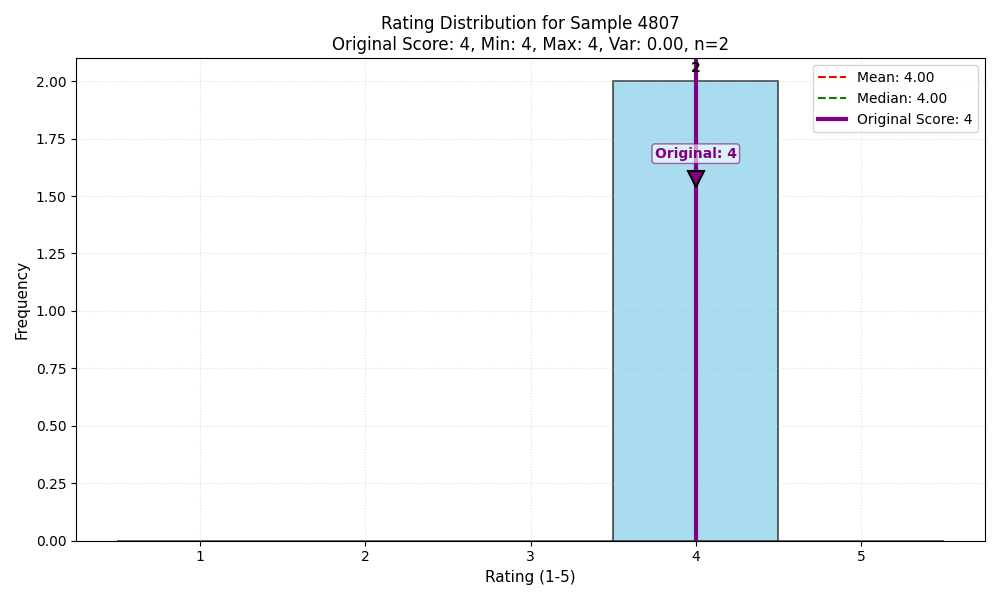 Rating Distribution for Sample 4807
Original Score: 4, Min: 4, Max: 4, Var: 0.00, n=2
2
Mean: 4.00
Median: 4.00
Original Score: 4
Original: 4
Frequency
2.00
1.75
1.50
1.25
1.00
0.75
0.50
0.25
0.00
1 2 3 4 5
Rating (1-5)